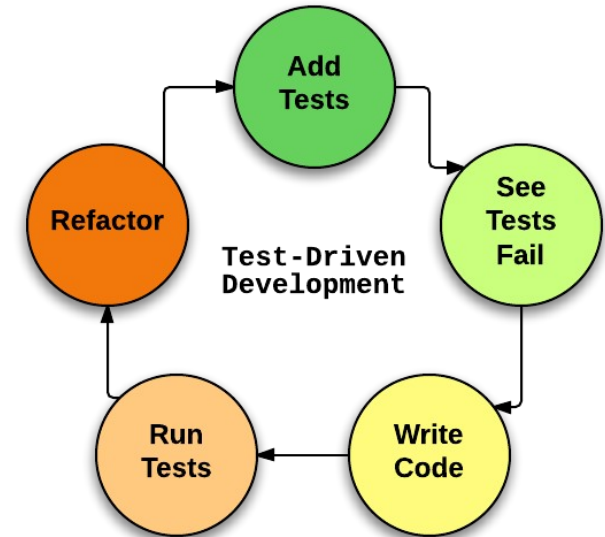 Add
Tests
See
Tests
Fail
Write
Code
Run
Tests
Refactor
Test-Driven
Development